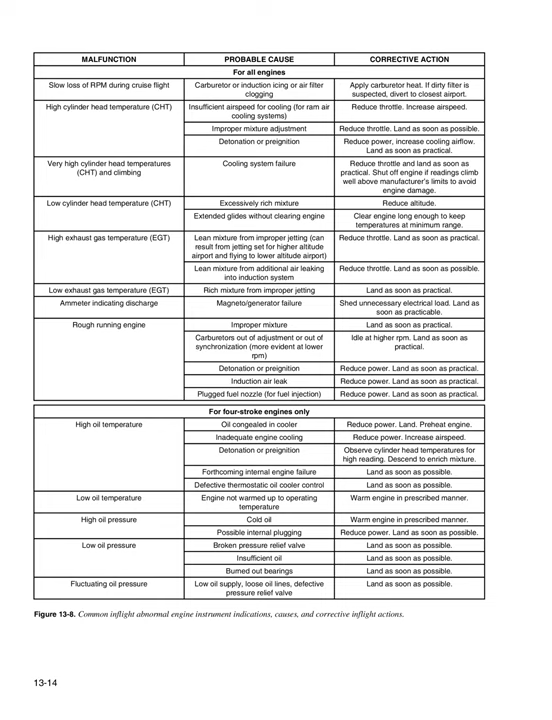 MALFUNCTION PROBABLE CAUSE CORRECTIVE ACTION
For all engines
Slow loss of RPM during cruise flight
Carburetor or induction icing or air filter
clogging
Apply carburetor heat. If dirty filter is
suspected, divert to closest airport.
High cylinder head temperature (CHT)
Insufficient airspeed for cooling (for ram air
cooling systems)
Reduce throttle. Increase airspeed.
Improper mixture adjustment
Reduce throttle. Land as soon as possible.
Detonation or preignition
Reduce power, increase cooling airflow.
Land as soon as practical.
Very high cylinder head temperatures
(CHT) and climbing
Cooling system failure
Reduce throttle and land as soon as
practical. Shut off engine if readings climb
well above manufacturer's limits to avoid
engine damage.
Low cylinder head temperature (CHT)
Excessively rich mixture
Reduce altitude.
Extended glides without clearing engine
Clear engine long enough to keep
temperatures at minimum range.
High exhaust gas temperature (EGT)
Lean mixture from improper jetting (can
result from jetting set for higher altitude
airport and flying to lower altitude airport)
Reduce throttle. Land as soon as practical.
Lean mixture from additional air leaking
into induction system
Reduce throttle. Land as soon as possible.
Low exhaust gas temperature (EGT)
Rich mixture from improper jetting
Land as soon as practical.
Ammeter indicating discharge
Magneto/generator failure
Shed unnecessary electrical load. Land as
soon as practicable.
Rough running engine
Improper mixture
Land as soon as practical.
Carburetors out of adjustment or out of
synchronization (more evident at lower
rpm)
Idle at higher rpm. Land as soon as
practical.
Detonation or preignition
Reduce power. Land as soon as practical.
Induction air leak
Reduce power. Land as soon as practical.
Plugged fuel nozzle (for fuel injection)
Reduce power. Land as soon as practical.
For four-stroke engines only
High oil temperature
Oil congealed in cooler
Reduce power. Land. Preheat engine.
Inadequate engine cooling
Reduce power. Increase airspeed.
Detonation or preignition
Observe cylinder head temperatures for
high reading. Descend to enrich mixture.
Forthcoming internal engine failure
Land as soon as possible.
Defective thermostatic oil cooler control
Land as soon as possible.
Low oil temperature
Engine not warmed up to operating
temperature
Warm engine in prescribed manner.
High oil pressure
Cold oil
Warm engine in prescribed manner.
Possible internal plugging
Reduce power. Land as soon as possible.
Low oil pressure
Broken pressure relief valve
Land as soon as possible.
Insufficient oil
Land as soon as possible.
Burned out bearings
Land as soon as possible.
Fluctuating oil pressure
Low oil supply, loose oil lines, defective
pressure relief valve
Land as soon as possible.
Figure 13-8. Common inflight abnormal engine instrument indications, causes, and corrective inflight actions.
13-14